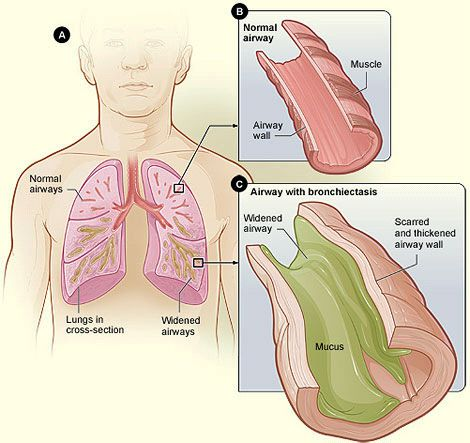 A
Normal
airways
Lungs in
cross-section
Widened
airways
B
Normal
airway
Muscle
Airway
wall
C
Airway with bronchiectasis
Widened
airway
Scarred
and thickened
airway wall
Mucus